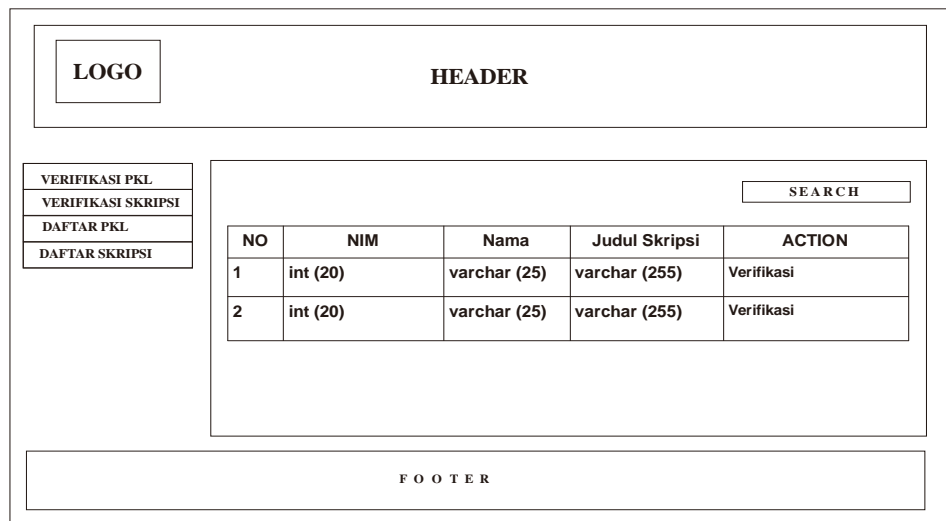 LOGO
HEADER
VERIFIKASI PKL
VERIFIKASI SKRIPSI
DAFTAR PKL
DAFTAR SKRIPSI
SEARCH
NO NIM Nama Judul Skripsi ACTION
1 int (20) varchar (25) varchar (255) Verifikasi
2 int (20) varchar (25) varchar (255) Verifikasi
FOOTER